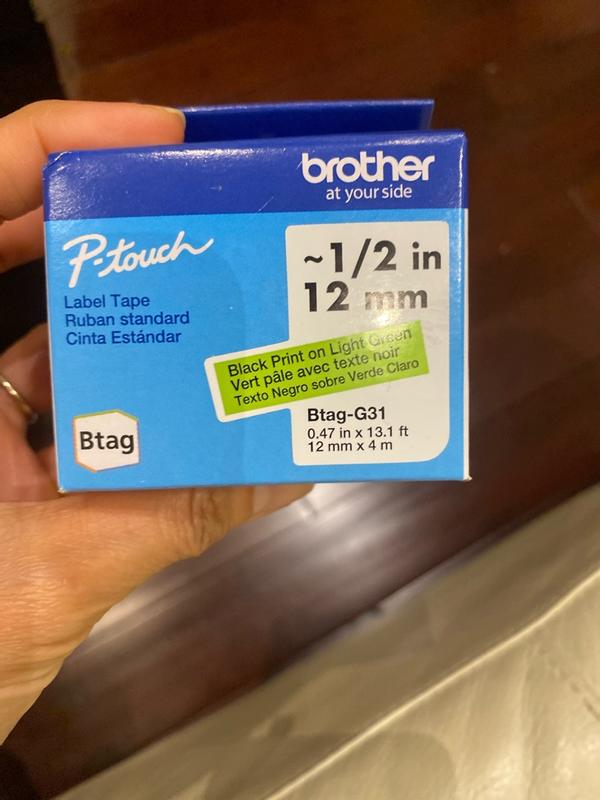 brother
at your side
P-touch
Label Tape
Ruban standard
Cinta Estándar
~1/2 in
12 mm
Black Print on Light Green
Vert pâle avec texte noir
Texto Negro sobre Verde Claro
Btag-G31
0.47 in x 13.1 ft
12 mm x 4 m
Btag